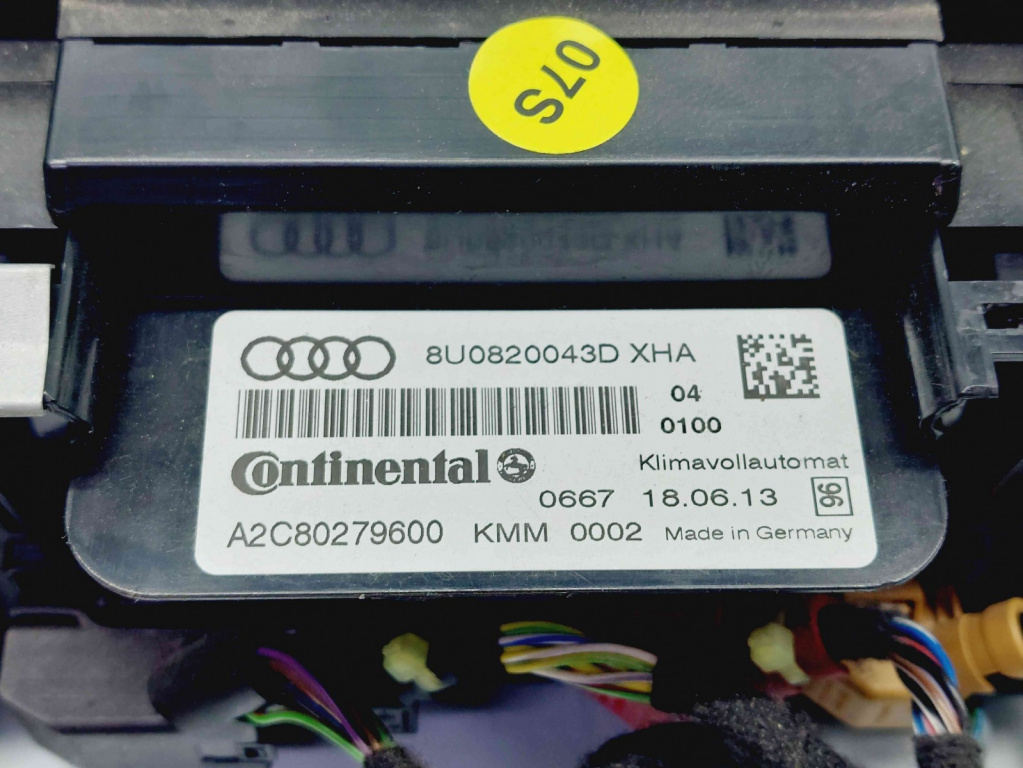 07S
8U0820043D XHA
04
0100
Continental
Klimavollautomat
0667 18.06.13 96
A2C80279600 KMM 0002 Made in Germany